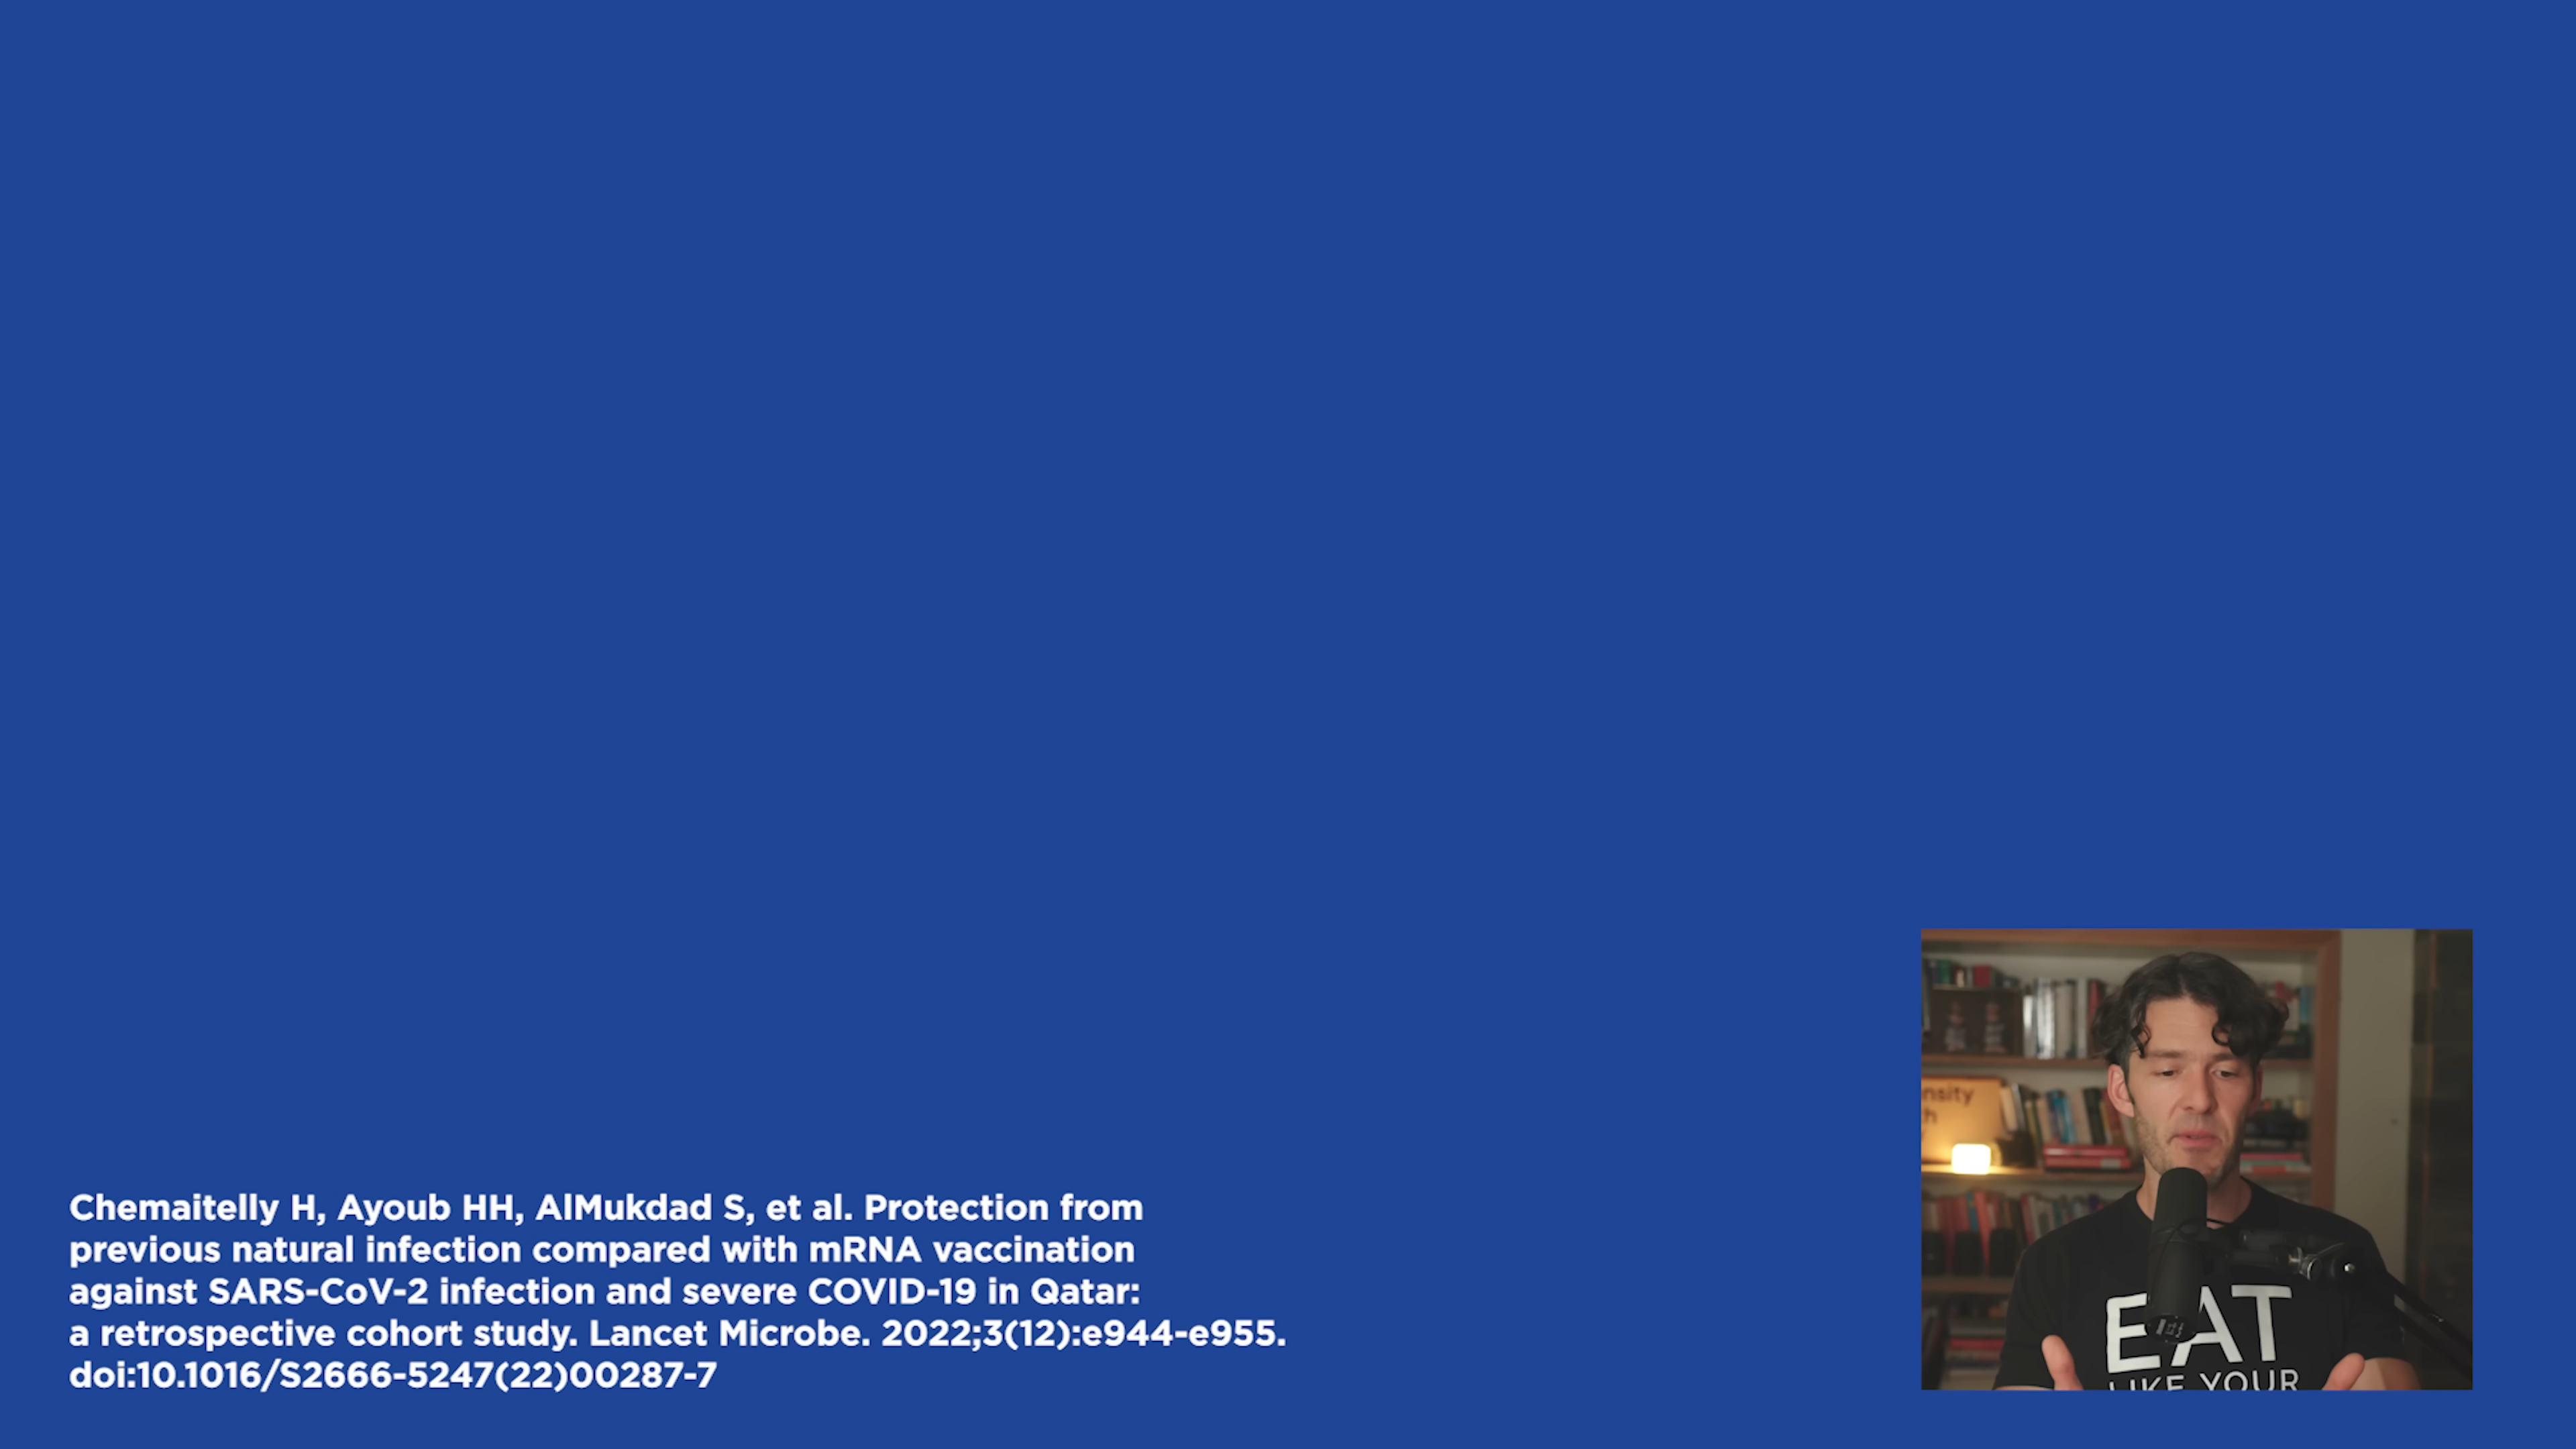 Chemaitelly H, Ayoub HH, AlMukdad S, et al. Protection from
previous natural infection compared with mRNA vaccination
against SARS-CoV-2 infection and severe COVID-19 in Qatar:
a retrospective cohort study. Lancet Microbe. 2022;3(12):e944-e955.
doi:10.1016/S2666-5247(22)00287-7
EAT
LIKE YOUR